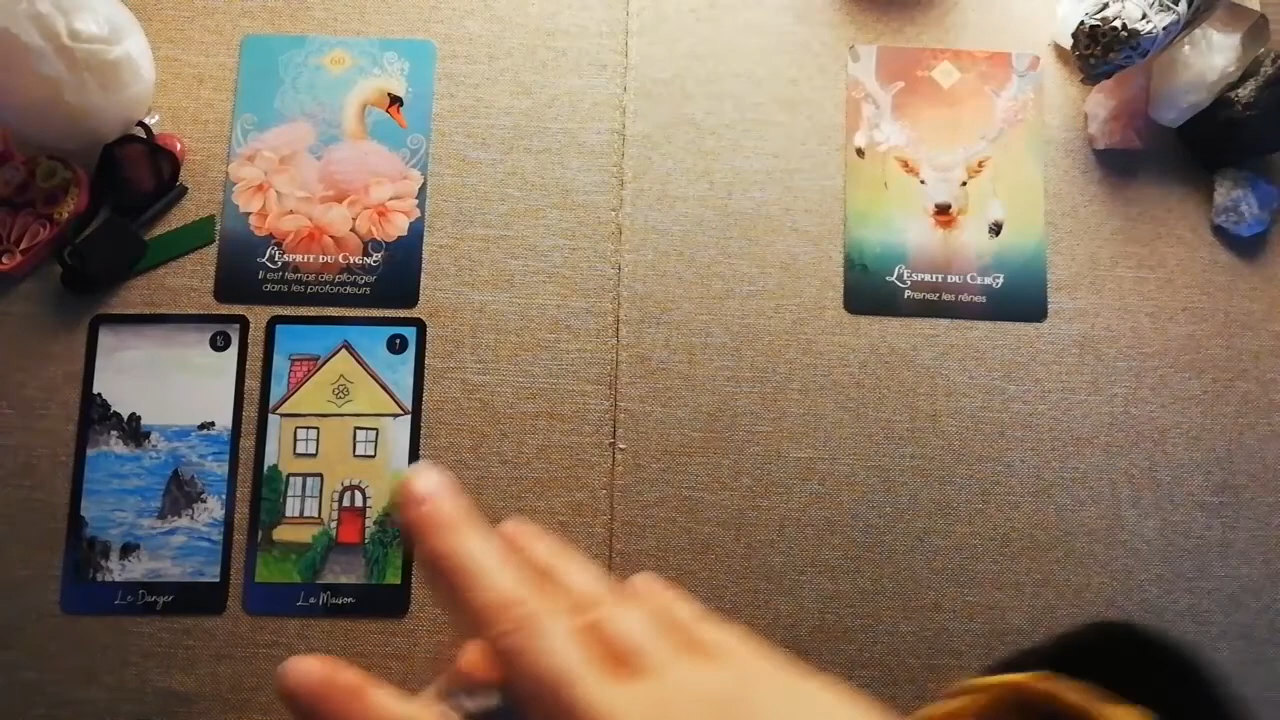 60
L'Esprit du Cygne
Il est temps de plonger
dans les profondeurs
L'Esprit du Cerf
Prenez les rênes
16
Le Danger
9
La Maison